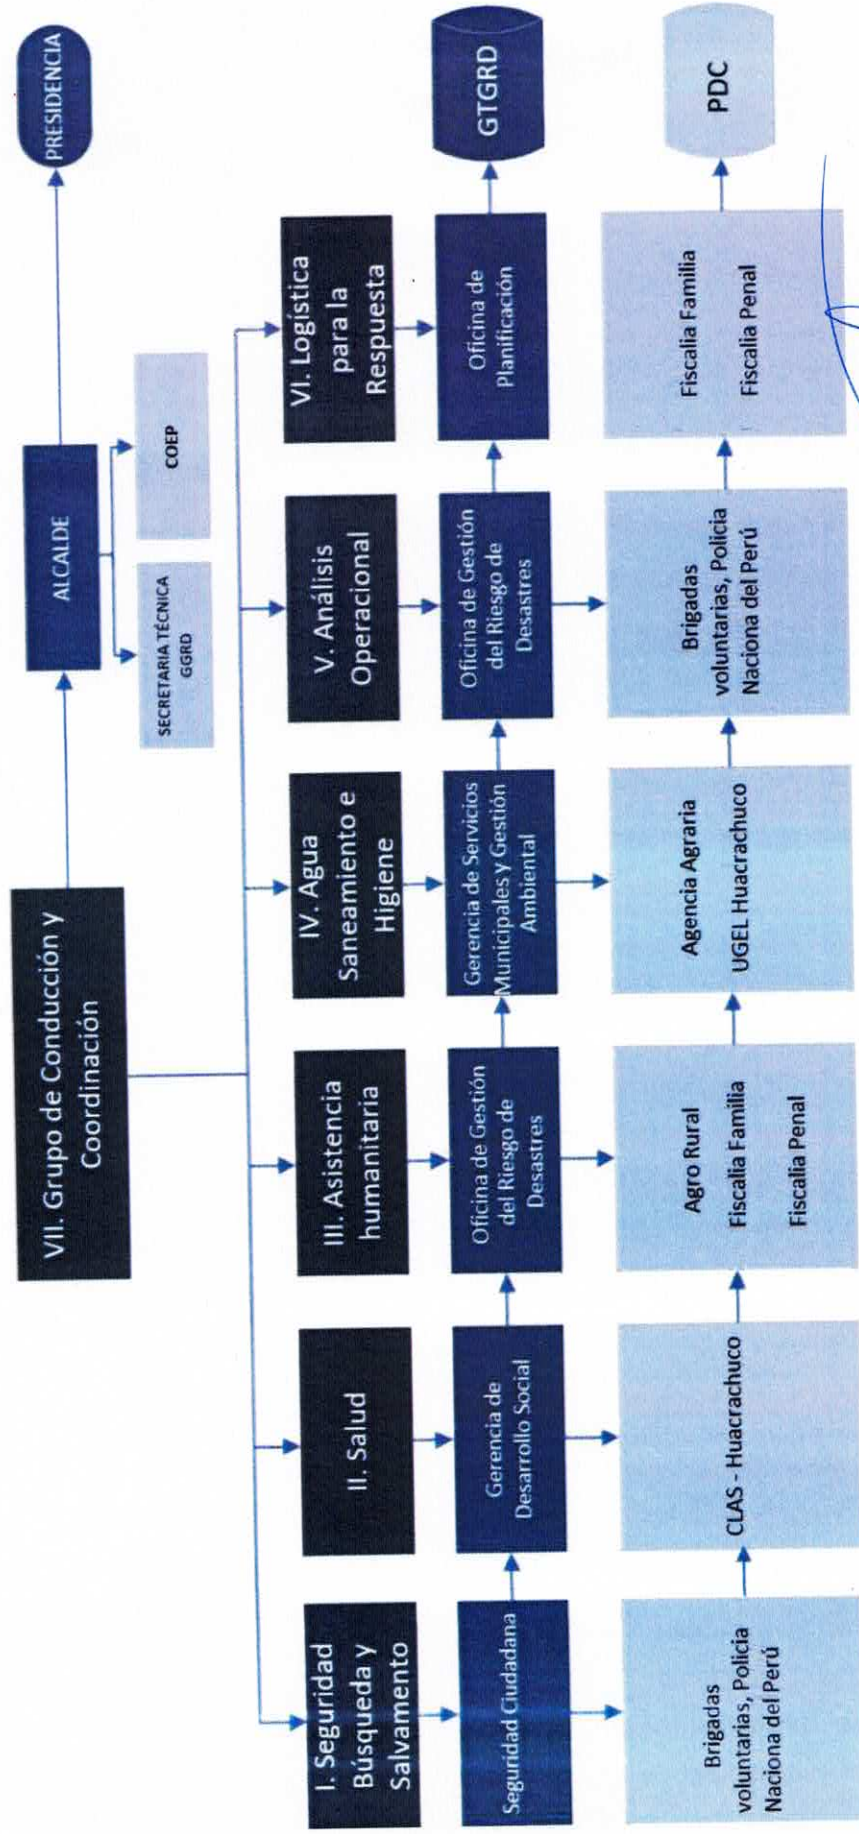 VII. Grupo de Conducción y
Coordinación
ALCALDE
PRESIDENCIA
SECRETARIA TÉCNICA
GGRD
COEP
I. Seguridad
Búsqueda y
Salvamento
II. Salud
III. Asistencia
humanitaria
IV. Agua
Saneamiento e
Higiene
V. Análisis
Operacional
VI. Logística
para la
Respuesta
Seguridad Ciudadana
Gerencia de
Desarrollo Social
Oficina de Gestión
del Riesgo de
Desastres
Gerencia de Servicios
Municipales y Gestión
Ambiental
Oficina de Gestión
del Riesgo de
Desastres
Oficina de
Planificación
GTGRD
Brigadas
voluntarias, Policia
Naciona del Perú
CLAS - Huacrachuco
Agro Rural
Fiscalia Familia
Fiscalia Penal
Agencia Agraria
UGEL Huacrachuco
Brigadas
voluntarias, Policia
Naciona del Perú
Fiscalia Familia
Fiscalia Penal
PDC